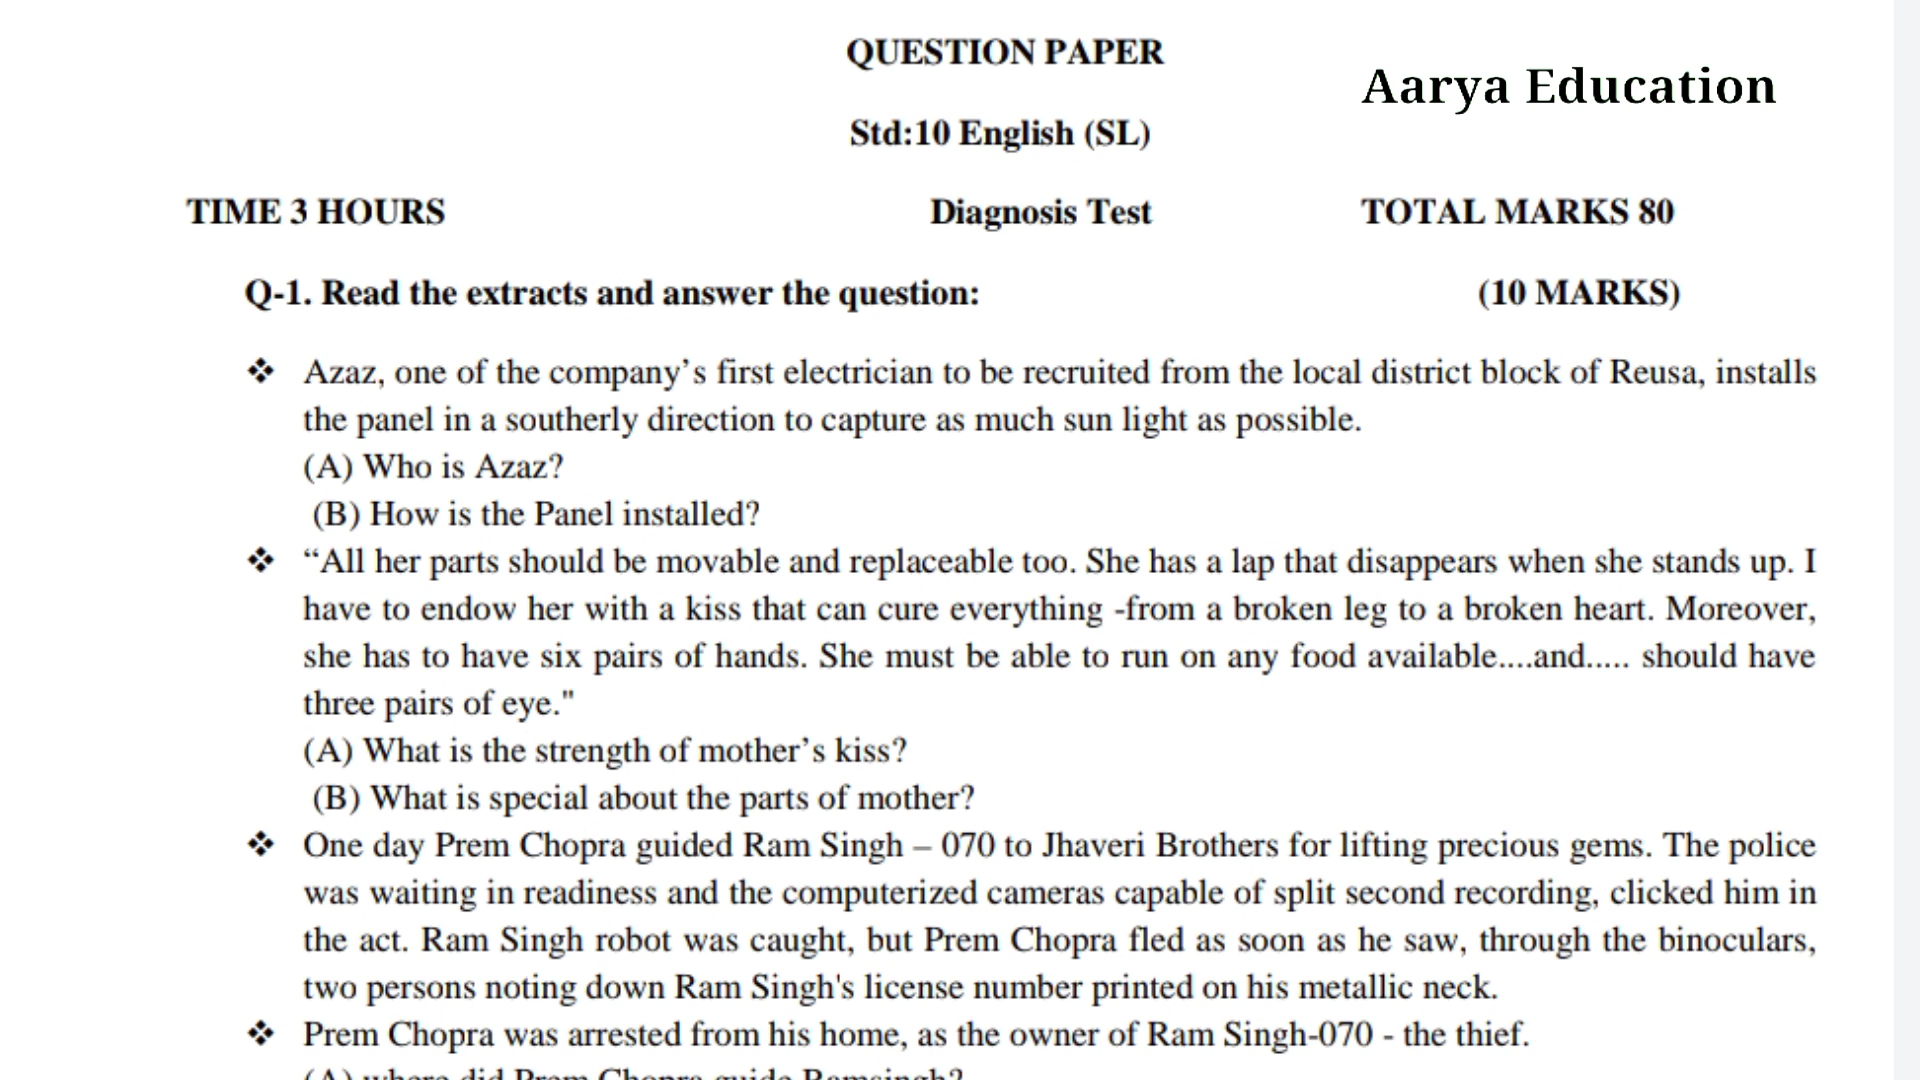 QUESTION PAPER
Aarya Education
Std:10 English (SL)
TIME 3 HOURS Diagnosis Test TOTAL MARKS 80
Q-1. Read the extracts and answer the question: (10 MARKS)
❖ Azaz, one of the company’s first electrician to be recruited from the local district block of Reusa, installs
the panel in a southerly direction to capture as much sun light as possible.
(A) Who is Azaz?
(B) How is the Panel installed?
❖ “All her parts should be movable and replaceable too. She has a lap that disappears when she stands up. I
have to endow her with a kiss that can cure everything -from a broken leg to a broken heart. Moreover,
she has to have six pairs of hands. She must be able to run on any food available....and..... should have
three pairs of eye."
(A) What is the strength of mother’s kiss?
(B) What is special about the parts of mother?
❖ One day Prem Chopra guided Ram Singh – 070 to Jhaveri Brothers for lifting precious gems. The police
was waiting in readiness and the computerized cameras capable of split second recording, clicked him in
the act. Ram Singh robot was caught, but Prem Chopra fled as soon as he saw, through the binoculars,
two persons noting down Ram Singh's license number printed on his metallic neck.
❖ Prem Chopra was arrested from his home, as the owner of Ram Singh-070 - the thief.
(A) where did Prem Chopra guide Ramsingh?